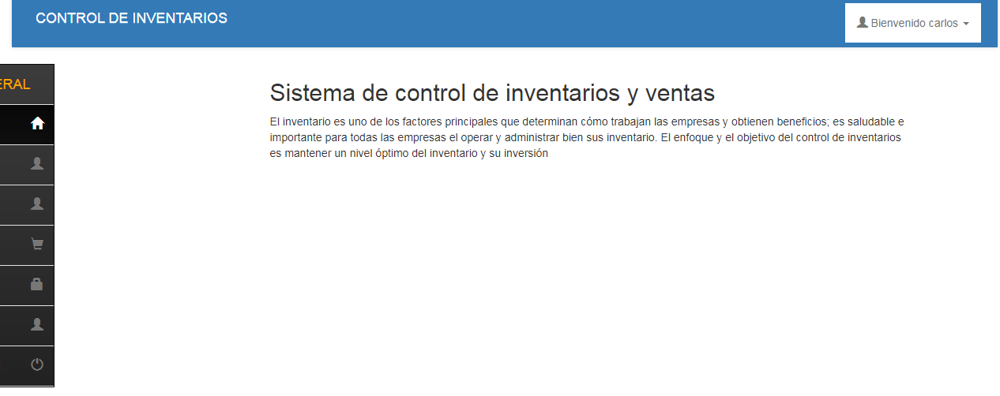 CONTROL DE INVENTARIOS
Bienvenido carlos
ERAL
Sistema de control de inventarios y ventas
El inventario es uno de los factores principales que determinan cómo trabajan las empresas y obtienen beneficios; es saludable e
importante para todas las empresas el operar y administrar bien sus inventario. El enfoque y el objetivo del control de inventarios
es mantener un nivel óptimo del inventario y su inversión